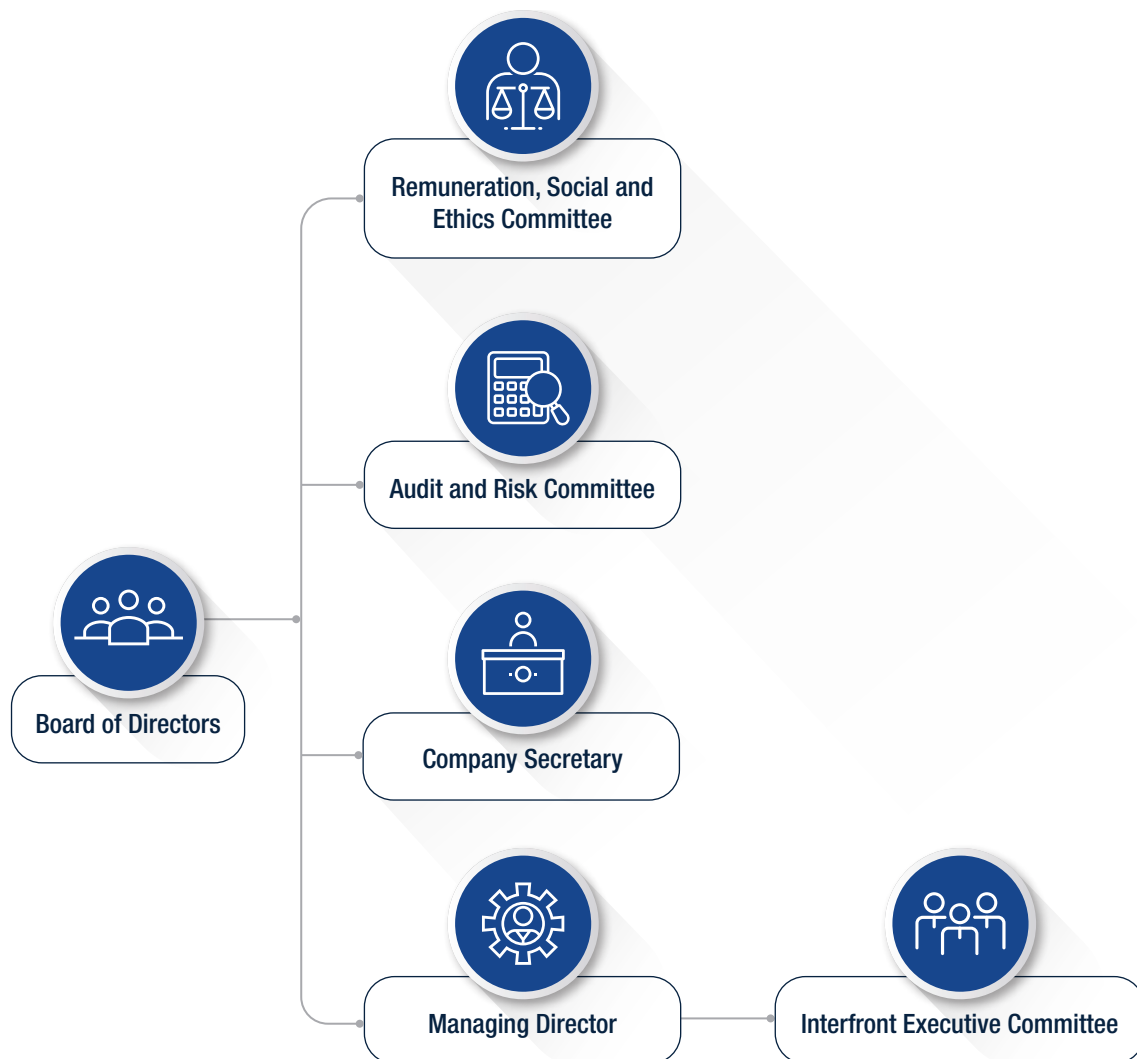 Remuneration, Social and
Ethics Committee
Audit and Risk Committee
Board of Directors
Company Secretary
Managing Director
Interfront Executive Committee